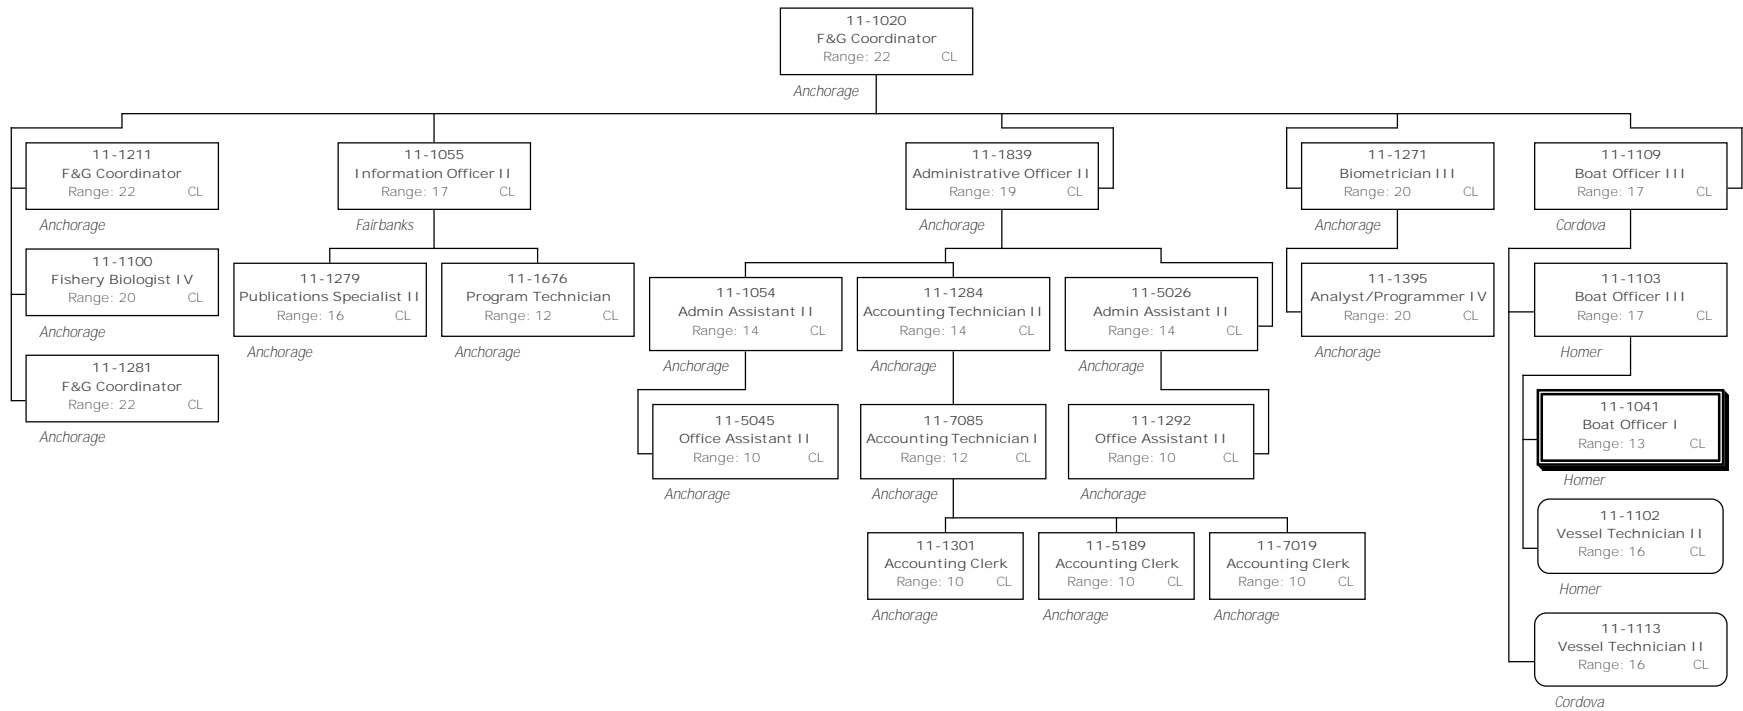 11-1020
F&G Coordinator
Range: 22 CL
Anchorage
11-1211
F&G Coordinator
Range: 22 CL
Anchorage
11-1100
Fishery Biologist IV
Range: 20 CL
Anchorage
11-1281
F&G Coordinator
Range: 22 CL
Anchorage
11-1055
Information Officer II
Range: 17 CL
Fairbanks
11-1279
Publications Specialist II
Range: 16 CL
Anchorage
11-1676
Program Technician
Range: 12 CL
Anchorage
11-1839
Administrative Officer II
Range: 19 CL
Anchorage
11-1054
Admin Assistant II
Range: 14 CL
Anchorage
11-5045
Office Assistant II
Range: 10 CL
Anchorage
11-1284
Accounting Technician II
Range: 14 CL
Anchorage
11-7085
Accounting Technician I
Range: 12 CL
Anchorage
11-1301
Accounting Clerk
Range: 10 CL
Anchorage
11-5189
Accounting Clerk
Range: 10 CL
Anchorage
11-7019
Accounting Clerk
Range: 10 CL
Anchorage
11-5026
Admin Assistant II
Range: 14 CL
Anchorage
11-1292
Office Assistant II
Range: 10 CL
Anchorage
11-1271
Biometrician III
Range: 20 CL
Anchorage
11-1395
Analyst/Programmer IV
Range: 20 CL
Anchorage
11-1109
Boat Officer III
Range: 17 CL
Cordova
11-1103
Boat Officer III
Range: 17 CL
Homer
11-1041
Boat Officer I
Range: 13 CL
Homer
11-1102
Vessel Technician II
Range: 16 CL
Homer
11-1113
Vessel Technician II
Range: 16 CL
Cordova